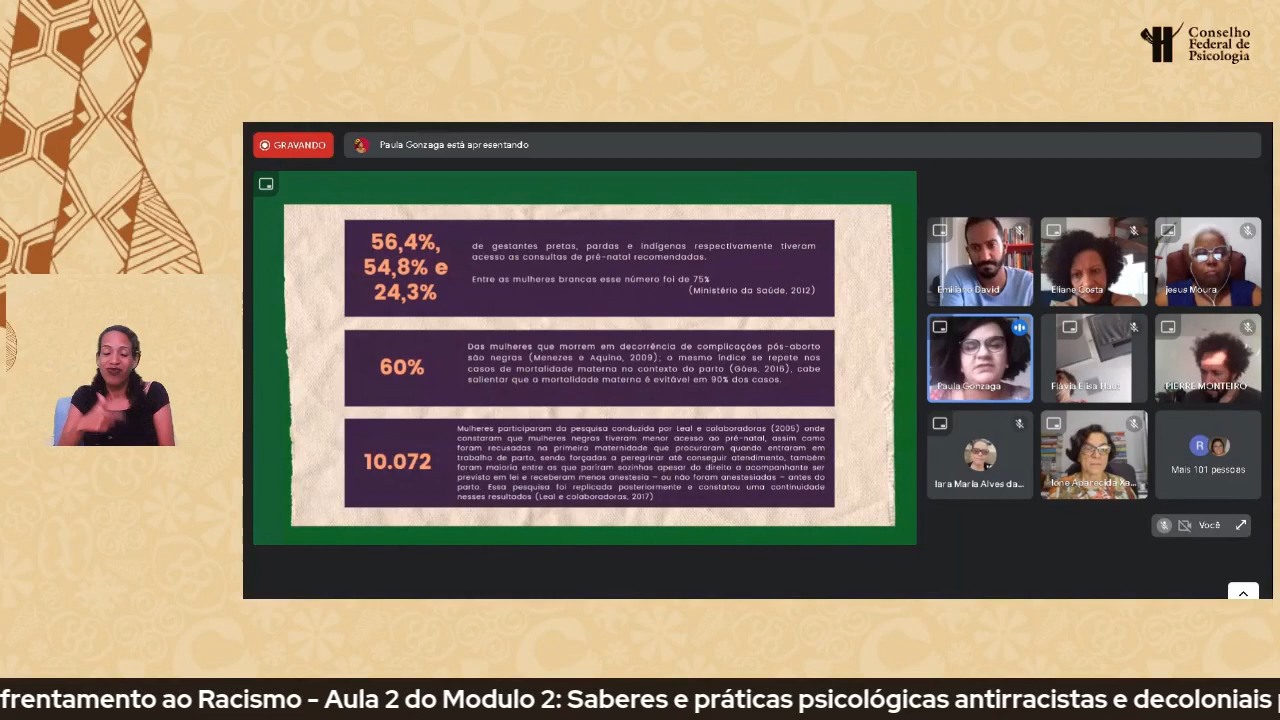 Conselho
Federal de
Psicologia
GRAVANDO
Paula Gonzaga está apresentando
56,4%,
54,8% e
24,3%
de gestantes pretas, pardas e indígenas respectivamente tiveram
acesso as consultas de pré-natal recomendadas.
Entre as mulheres brancas esse número foi de 75%
(Ministério da Saúde, 2012)
60%
Das mulheres que morrem em decorrência de complicações pós-aborto
são negras (Menezes e Aquino, 2009); o mesmo índice se repete nos
casos de mortalidade materna no contexto do parto (Góes, 2016), cabe
salientar que a mortalidade materna é evitável em 90% dos casos.
10.072
Mulheres participaram da pesquisa conduzida por Leal e colaboradoras (2005) onde
constaram que mulheres negras tiveram menor acesso ao pré-natal, assim como
foram recusadas na primeira maternidade que procuraram quando entraram em
trabalho de parto, sendo forçadas a peregrinar até conseguir atendimento, também
foram maioria entre as que pariram sozinhas apesar do direito a acompanhante ser
previsto em lei e receberam menos anestesia – ou não foram anestesiadas – antes do
parto. Essa pesquisa foi replicada posteriormente e constatou uma continuidade
nesses resultados (Leal e colaboradoras, 2017)
Emiliano David
Eliane Costa
jesus Moura
Paula Gonzaga
Flávia Elisa
PIERRE MONTEIRO
Iara Maria Alves da...
Ione Aparecida Xa...
R
Mais 101 pessoas
Você
frentamento ao Racismo - Aula 2 do Modulo 2: Saberes e práticas psicológicas antirracistas e decoloniais